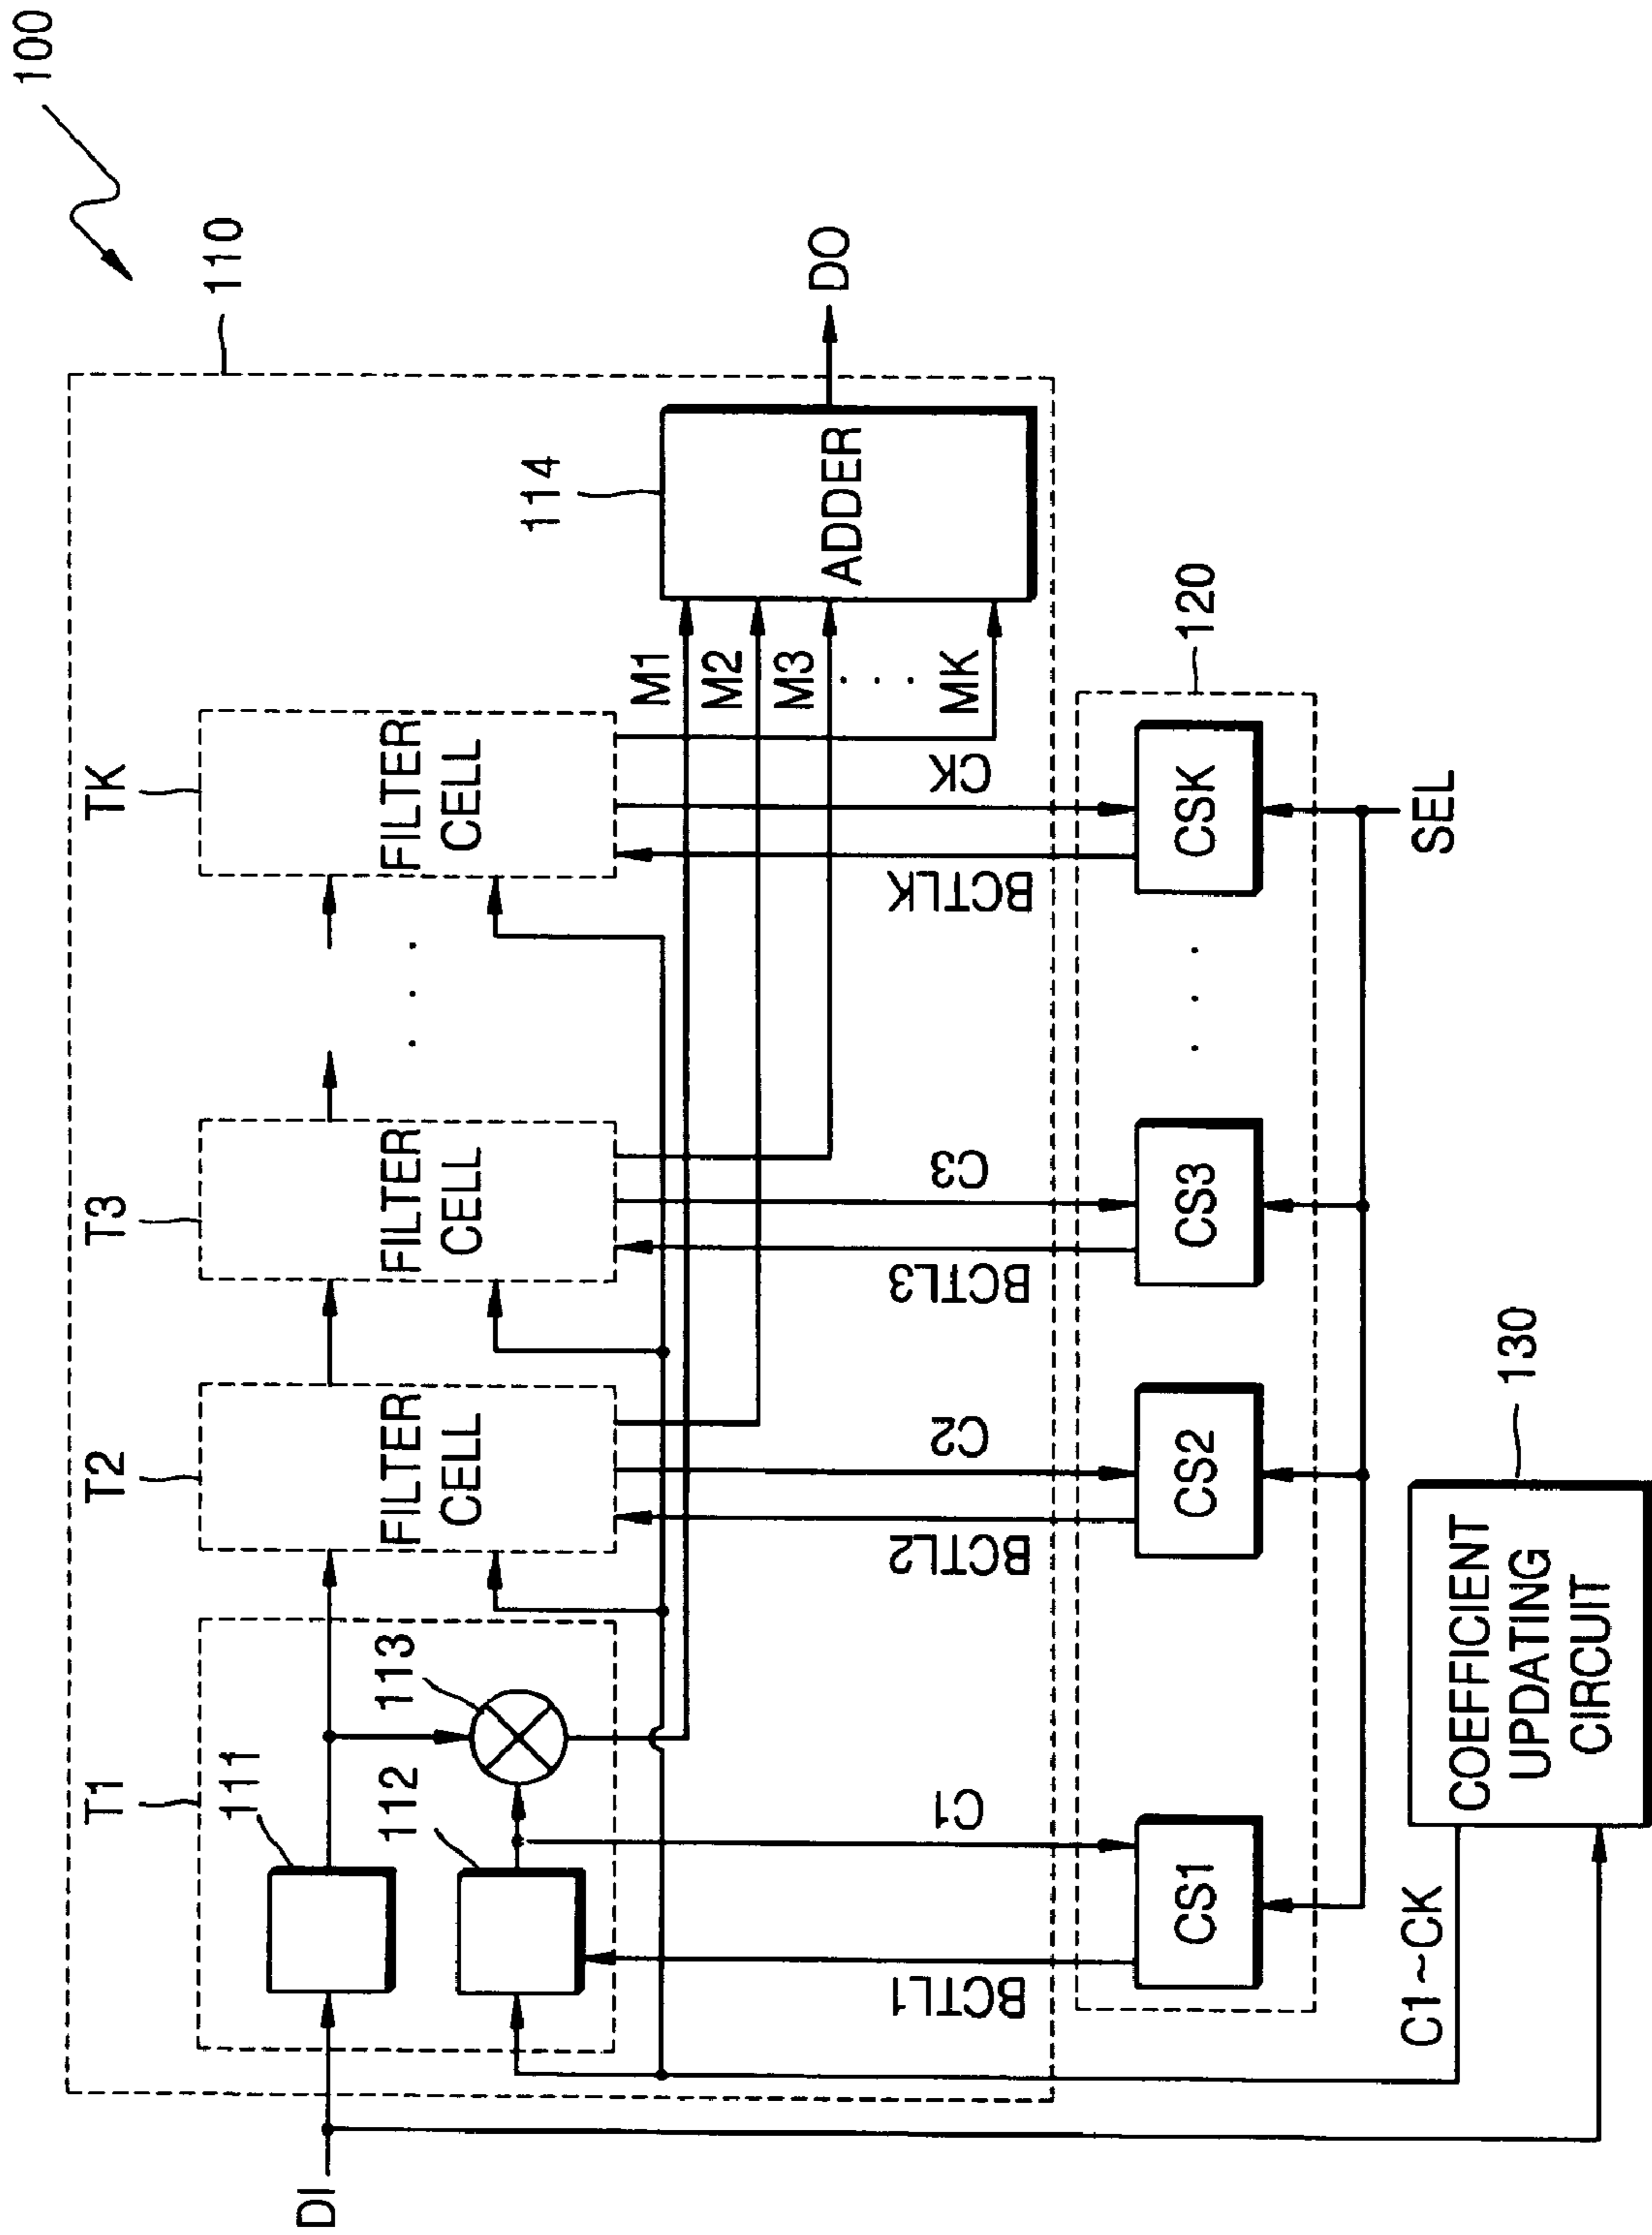 100
110
TK
T3
T2
T1
111
112
113
114
FILTER
CELL
FILTER
CELL
FILTER
CELL
M1
M2
M3
. . .
MK
ADDER
DO
DI
BCTL1
C1
BCTL2
C2
BCTL3
C3
BCTLK
CK
120
CS1
CS2
CS3
. . .
CSK
SEL
C1~CK
COEFFICIENT
UPDATING
CIRCUIT
130